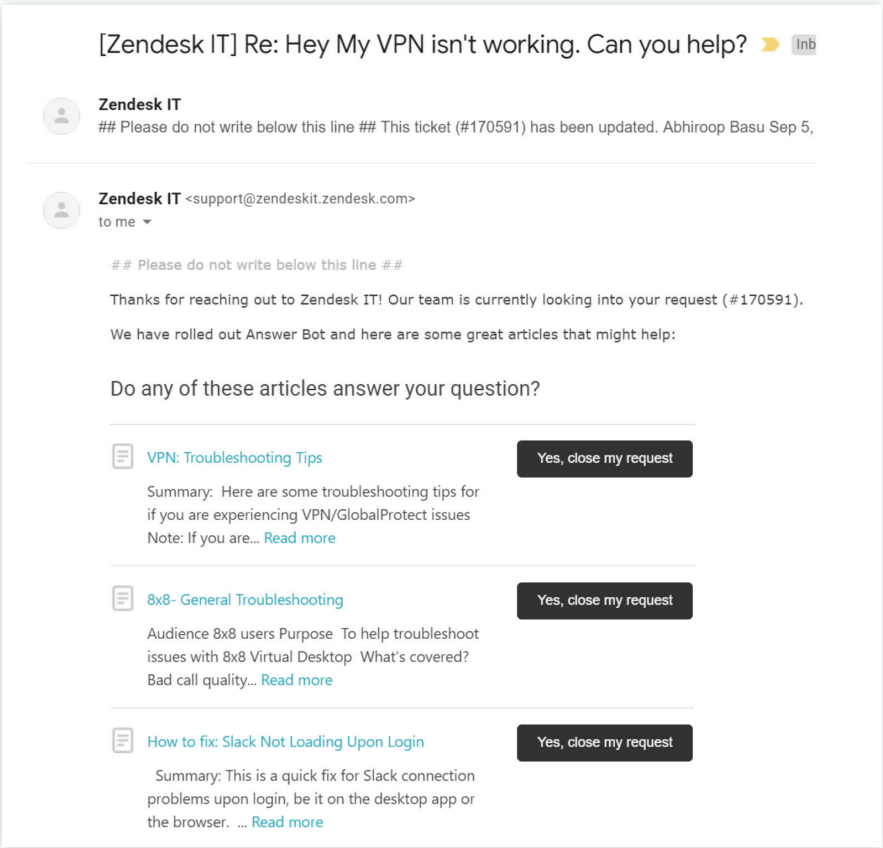 [Zendesk IT] Re: Hey My VPN isn't working. Can you help? Inb
Zendesk IT
## Please do not write below this line ## This ticket (#170591) has been updated. Abhiroop Basu Sep 5,
Zendesk IT <support@zendeskit.zendesk.com>
to me
## Please do not write below this line ##
Thanks for reaching out to Zendesk IT! Our team is currently looking into your request (#170591).
We have rolled out Answer Bot and here are some great articles that might help:
Do any of these articles answer your question?
VPN: Troubleshooting Tips Yes, close my request
Summary: Here are some troubleshooting tips for
if you are experiencing VPN/GlobalProtect issues
Note: If you are... Read more
8x8- General Troubleshooting Yes, close my request
Audience 8x8 users Purpose To help troubleshoot
issues with 8x8 Virtual Desktop What's covered?
Bad call quality... Read more
How to fix: Slack Not Loading Upon Login Yes, close my request
Summary: This is a quick fix for Slack connection
problems upon login, be it on the desktop app or
the browser. ... Read more